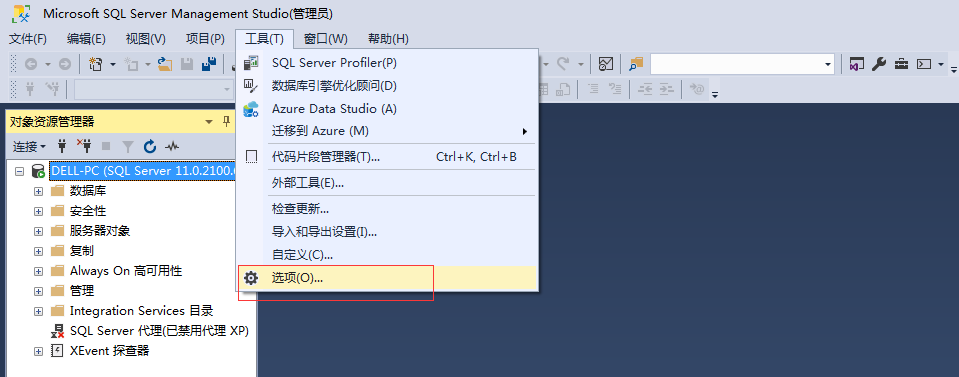 Microsoft SQL Server Management Studio(管理员)
文件(F) 编辑(E) 视图(V) 项目(P) 工具(T) 窗口(W) 帮助(H)
SQL Server Profiler(P)
数据库引擎优化顾问(D)
Azure Data Studio (A)
迁移到 Azure (M)
代码片段管理器(T)... Ctrl+K, Ctrl+B
外部工具(E)...
检查更新...
导入和导出设置(I)...
自定义(C)...
选项(O)...
对象资源管理器
连接
DELL-PC (SQL Server 11.0.2100.
数据库
安全性
服务器对象
复制
Always On 高可用性
管理
Integration Services 目录
SQL Server 代理(已禁用代理 XP)
XEvent 探查器